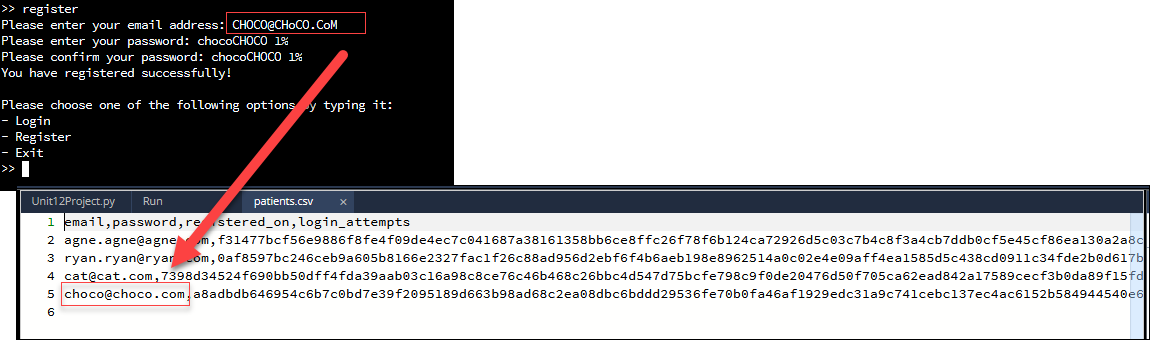 >> register
Please enter your email address: CHOCO@CHoCO.CoM
Please enter your password: chocoCHOCO 1%
Please confirm your password: chocoCHOCO 1%
You have registered successfully!
Please choose one of the following options by typing it:
- Login
- Register
- Exit
>>
Unit12Project.py Run patients.csv ×
1 email,password,registered_on,login_attempts
2 agne.agne@agne.com,f31477bcf56e9886f8fe4f09de4ec7c041687a38161358bb6ce8ffc26f78f6b124ca72926d5c03c7b4c8f3a4cb7ddb0cf5e45cf86ea130a2a8c
3 ryan.ryan@ryan.com,0af8597bc246ceb9a605b8166e2327fac1f26c88ad956d2ebf6f4b6aeb198e8962514a0c02e4e09aff4ea1585d5c438cd0911c34fde2b0d617b
4 cat@cat.com,7398d34524f690bb50dff4fda39aab03c16a98c8ce76c46b468c26bbc4d547d75bcfe798c9f0de20476d50f705ca62ead842a17589cecf3b0da89f15fd
5 choco@choco.com,a8adbdb646954c6b7c0bd7e39f2095189d663b98ad68c2ea08dbc6bddd29536fe70b0fa46af1929edc31a9c741cebc137ec4ac6152b584944540e6
6